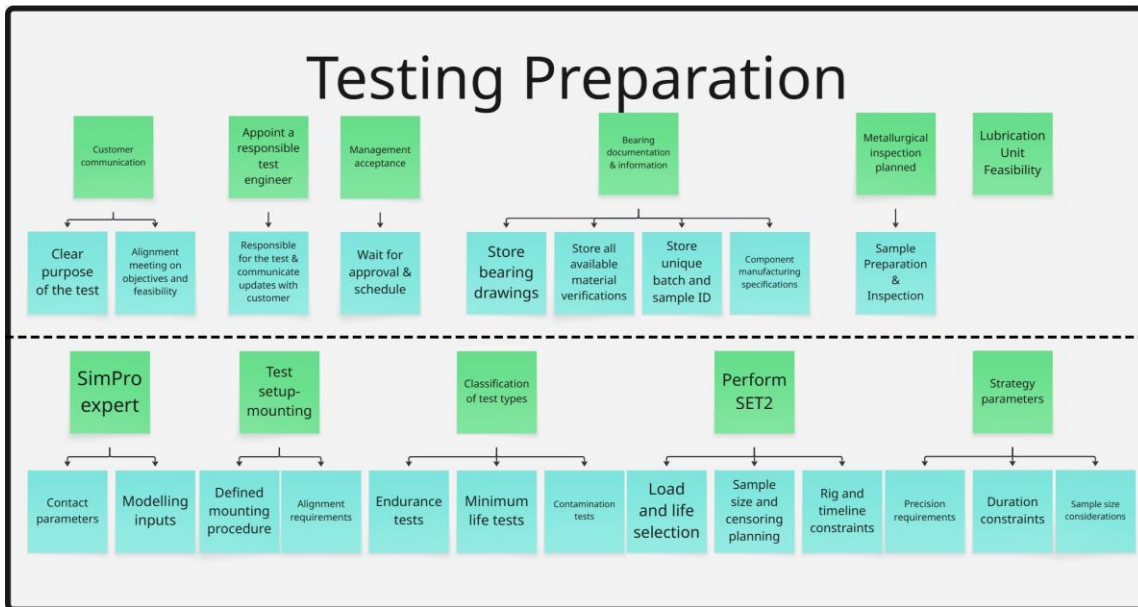 Testing Preparation
Customer
communication
Appoint a
responsible
test
engineer
Management
acceptance
Bearing
documentation
& information
Metallurgical
inspection
planned
Lubrication
Unit
Feasibility
Clear
purpose
of the test
Alignment
meeting on
objectives and
feasibility
Responsible
for the test &
communicate
updates with
customer
Wait for
approval &
schedule
Store
bearing
drawings
Store all
available
material
verifications
Store
unique
batch and
sample ID
Component
manufacturing
specifications
Sample
Preparation
&
Inspection
SimPro
expert
Test
setup-
mounting
Classification
of test types
Perform
SET2
Strategy
parameters
Contact
parameters
Modelling
inputs
Defined
mounting
procedure
Alignment
requirements
Endurance
tests
Minimum
life tests
Contamination
tests
Load
and life
selection
Sample
size and
censoring
planning
Rig and
timeline
constraints
Precision
requirements
Duration
constraints
Sample size
considerations